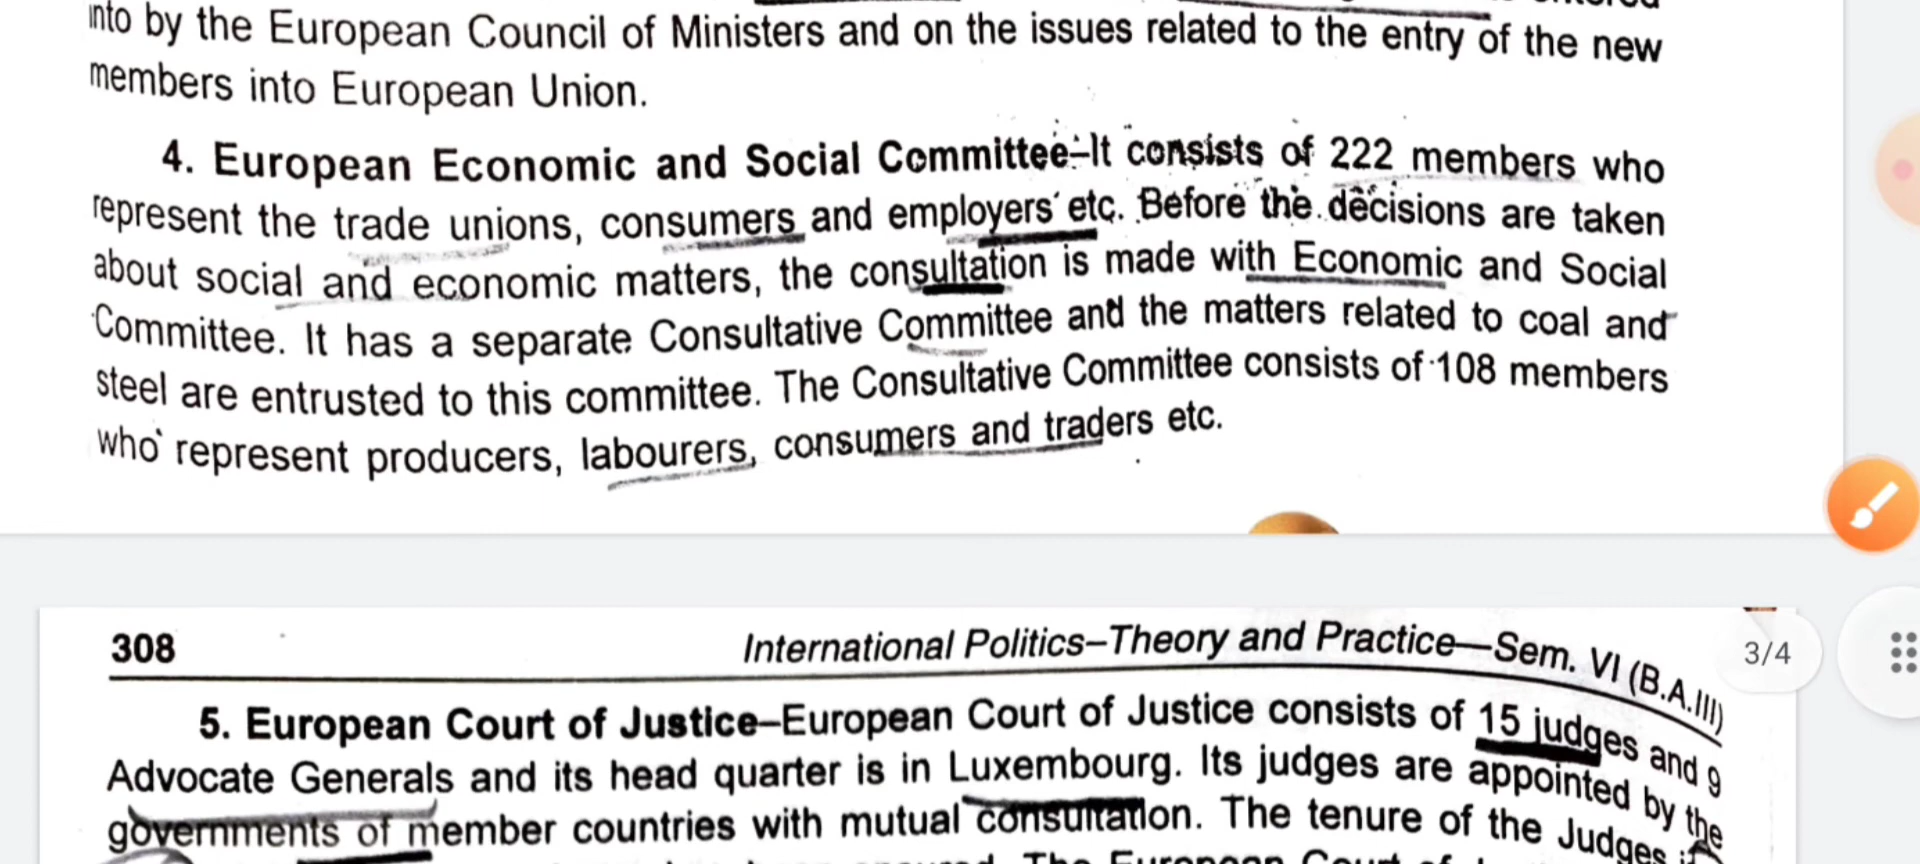 into by the European Council of Ministers and on the issues related to the entry of the new
members into European Union.
4. European Economic and Social Committee–It consists of 222 members who
represent the trade unions, consumers and employers etc. Before the decisions are taken
about social and economic matters, the consultation is made with Economic and Social
Committee. It has a separate Consultative Committee and the matters related to coal and
steel are entrusted to this committee. The Consultative Committee consists of 108 members
who represent producers, labourers, consumers and traders etc.
308 International Politics–Theory and Practice—Sem. VI (B.A.III)
3/4
5. European Court of Justice–European Court of Justice consists of 15 judges and 9
Advocate Generals and its head quarter is in Luxembourg. Its judges are appointed by the
governments of member countries with mutual consultation. The tenure of the Judges
The European Court of